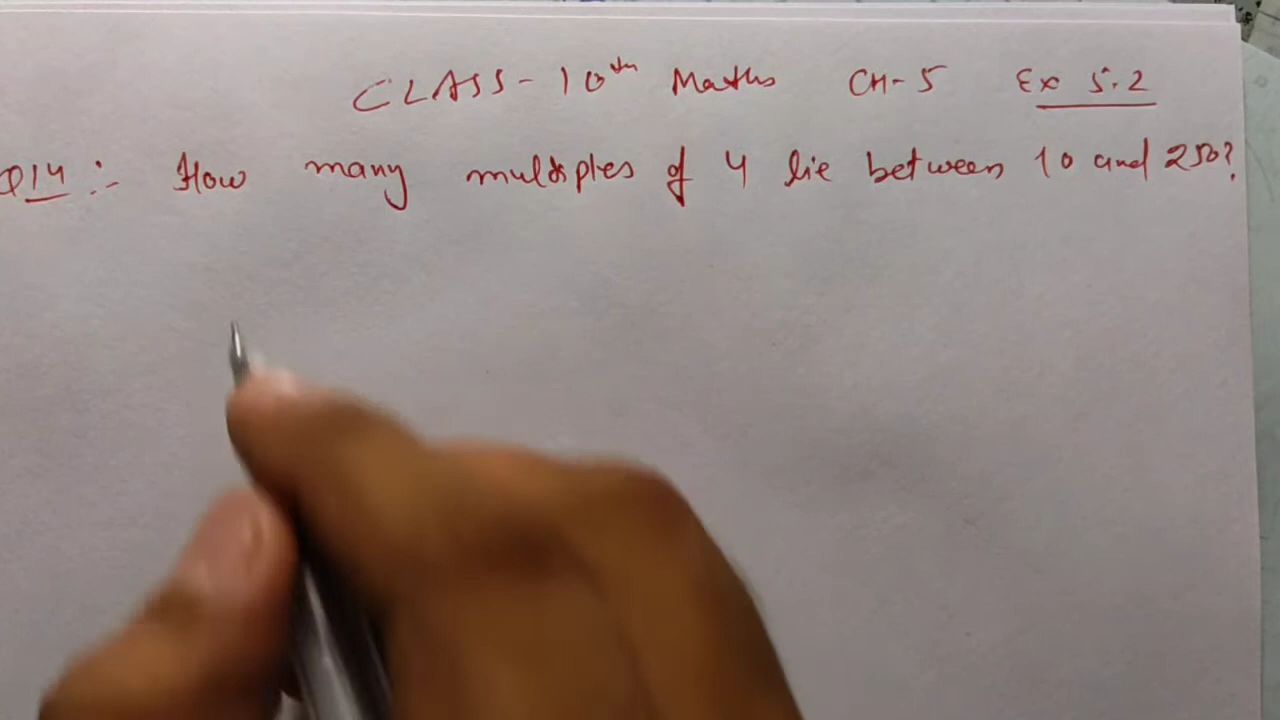 CLASS - 10th Maths CH-5 Ex 5.2
Q14:- How many multiples of 4 lie between 10 and 250?